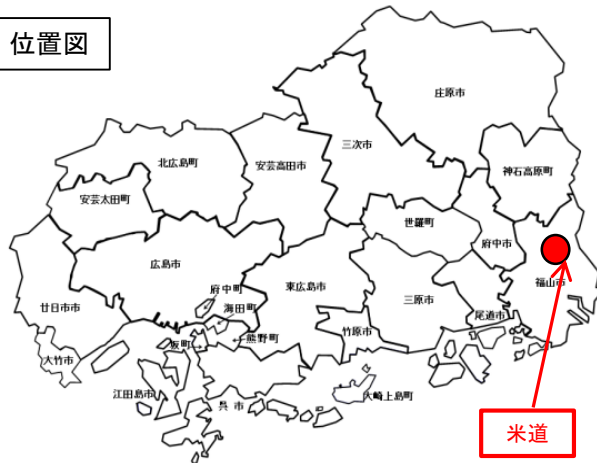 位置図
庄原市
三次市
北広島町
安芸高田市
神石高原町
安芸太田町
世羅町
府中市
広島市
福山市
府中町
東広島市
三原市
廿日市市
海田町
尾道市
坂町
熊野町
竹原市
大竹市
江田島市
呉市
大崎上島町
米道